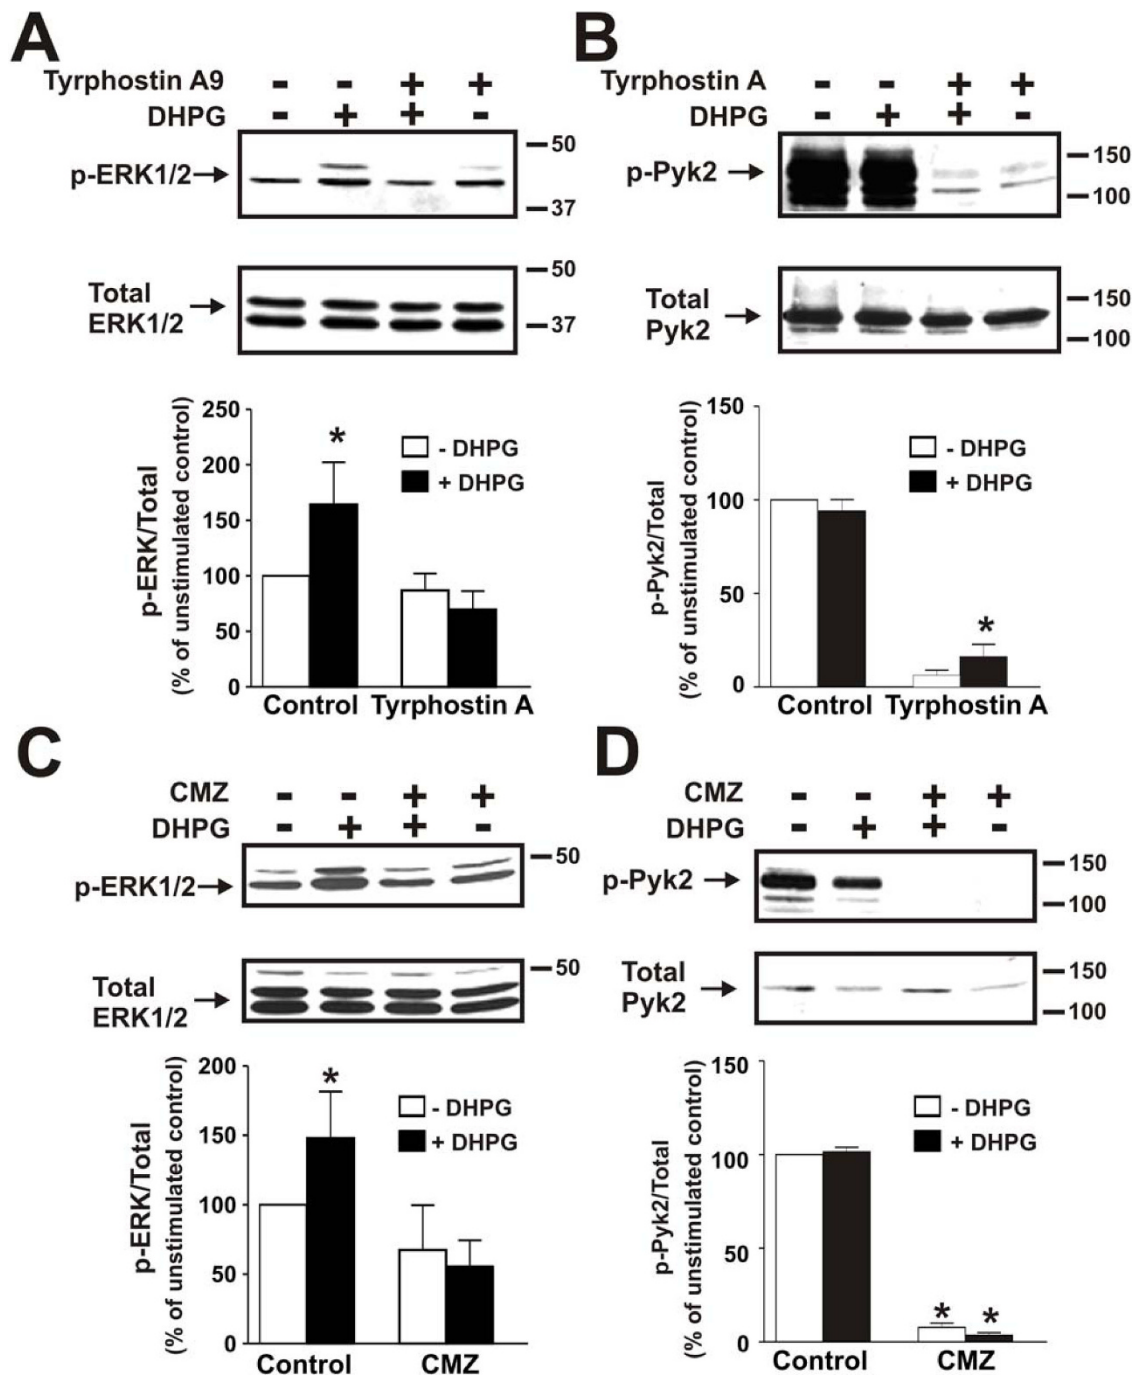 A
Tyrphostin A9 - - + +
DHPG - + + -
p-ERK1/2
50
37
Total
ERK1/2
50
37
250
200
150
100
50
0
p-ERK/Total
(% of unstimulated control)
*
- DHPG
+ DHPG
Control Tyrphostin A
B
Tyrphostin A - - + +
DHPG - + + -
p-Pyk2
150
100
Total
Pyk2
150
100
150
100
50
0
p-Pyk2/Total
(% of unstimulated control)
- DHPG
+ DHPG
*
Control Tyrphostin A
C
CMZ - - + +
DHPG - + + -
p-ERK1/2
50
Total
ERK1/2
50
200
150
100
50
0
p-ERK/Total
(% of unstimulated control)
*
- DHPG
+ DHPG
Control CMZ
D
CMZ - - + +
DHPG - + + -
p-Pyk2
150
100
Total
Pyk2
150
100
150
100
50
0
p-Pyk2/Total
(% of unstimulated control)
- DHPG
+ DHPG
* *
Control CMZ